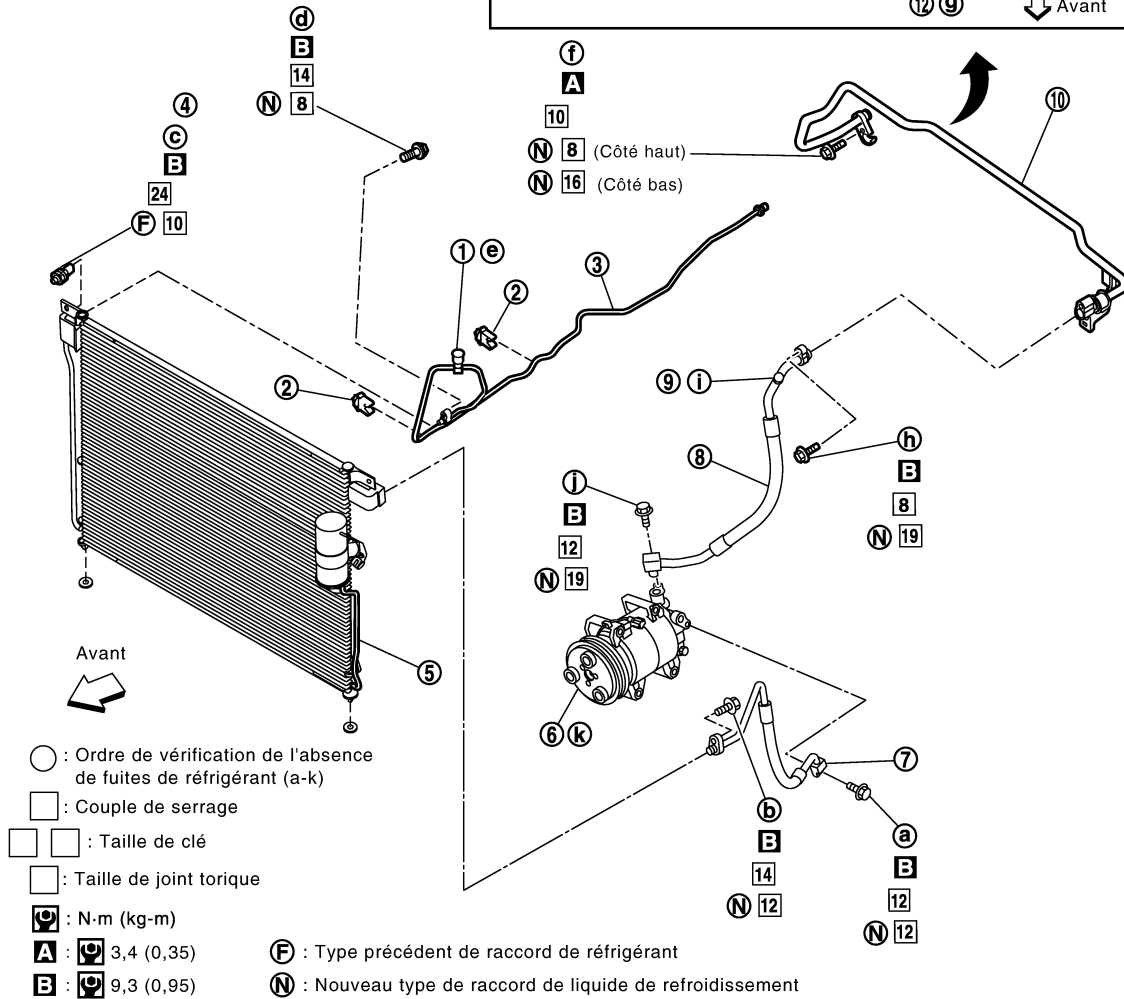 12 g Avant
d
B
14
N 8
f
A
10
N 8 (Côté haut)
N 16 (Côté bas)
10
4
c
B
24
F 10
1 e
2
3
2
9 i
8
h
B
8
N 19
j
B
12
N 19
Avant
5
6 k
7
b
B
14
N 12
a
B
12
N 12
: Ordre de vérification de l'absence
de fuites de réfrigérant (a-k)
: Couple de serrage
: Taille de clé
: Taille de joint torique
: N·m (kg-m)
A : 3,4 (0,35)
F : Type précédent de raccord de réfrigérant
B : 9,3 (0,95)
N : Nouveau type de raccord de liquide de refroidissement